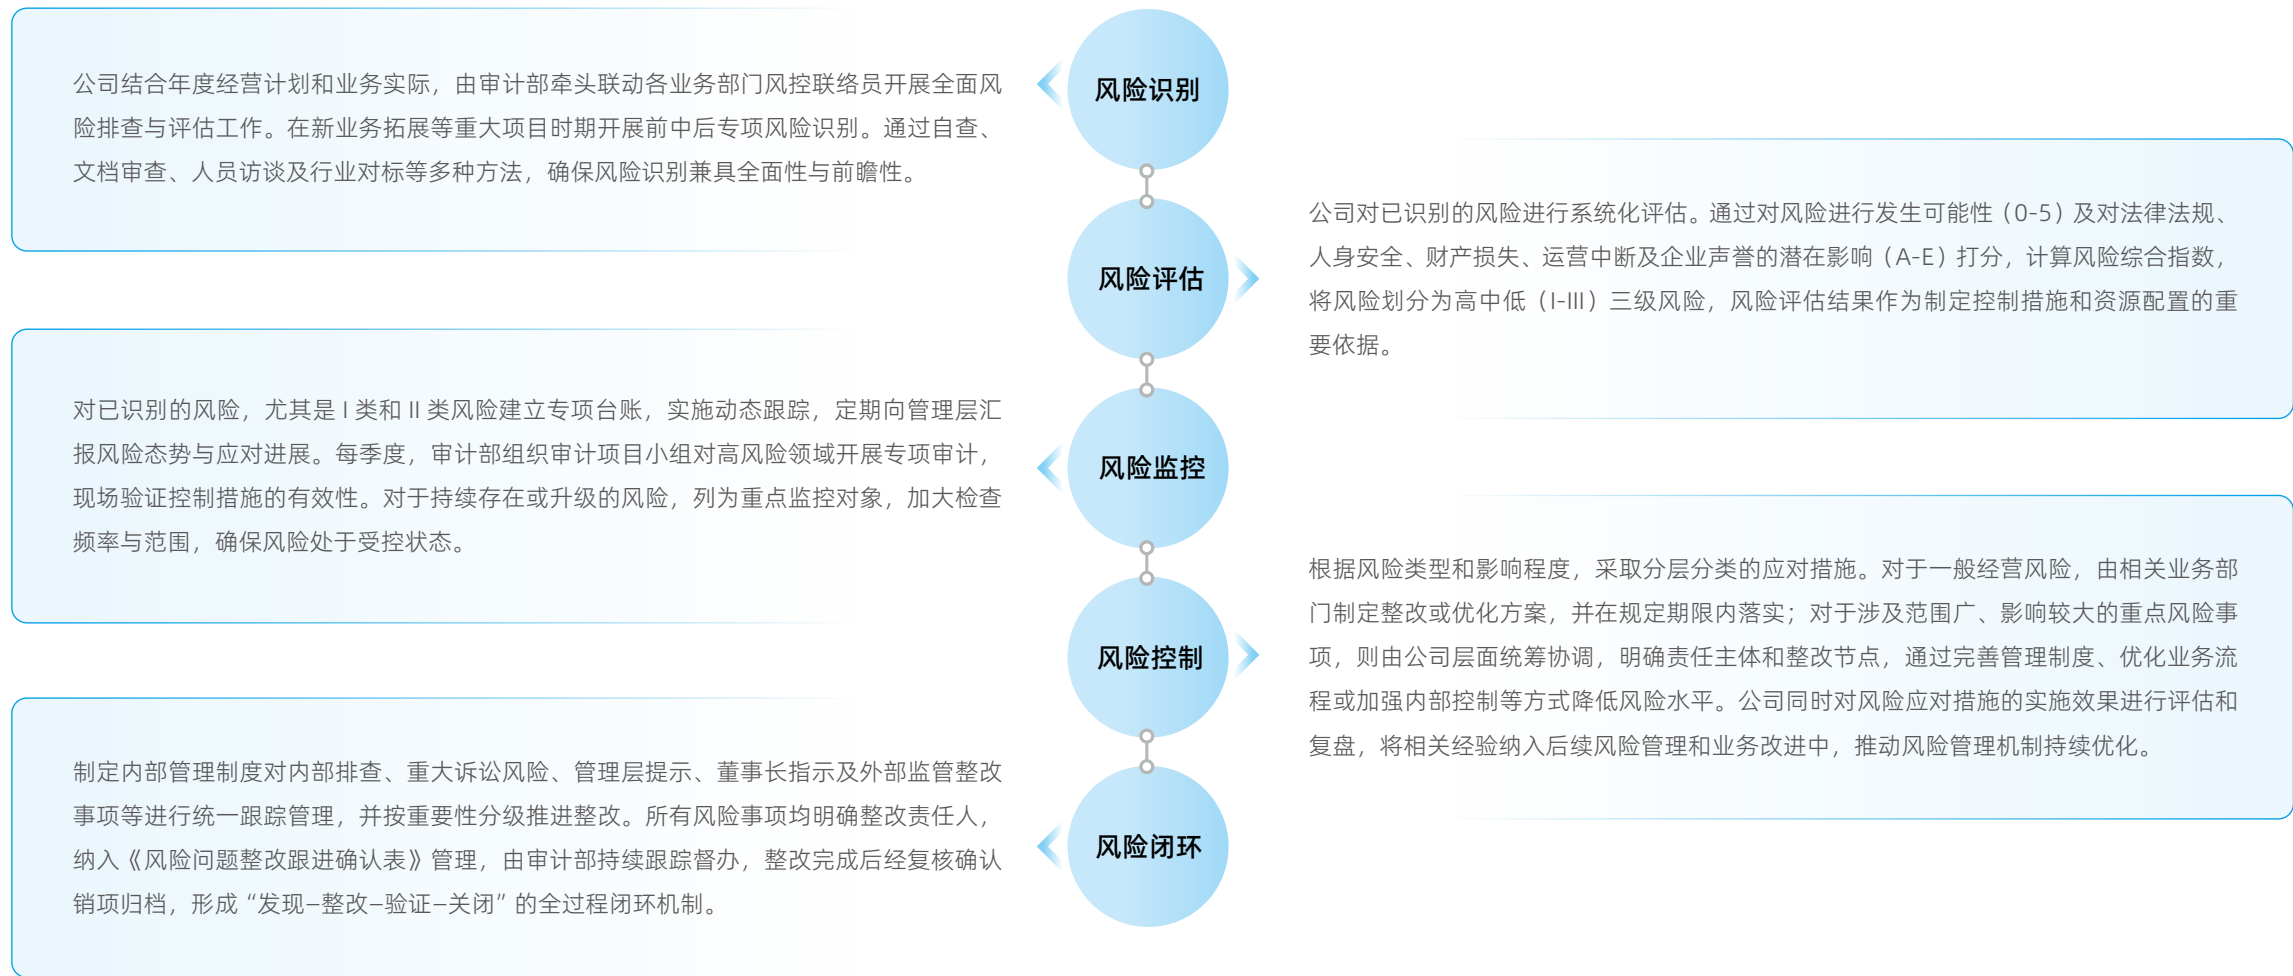 风险识别
公司结合年度经营计划和业务实际，由审计部牵头联动各业务部门风控联络员开展全面风
险排查与评估工作。在新业务拓展等重大项目时期开展前中后专项风险识别。通过自查、
文档审查、人员访谈及行业对标等多种方法，确保风险识别兼具全面性与前瞻性。
风险评估
公司对已识别的风险进行系统化评估。通过对风险进行发生可能性（0-5）及对法律法规、
人身安全、财产损失、运营中断及企业声誉的潜在影响（A-E）打分，计算风险综合指数，
将风险划分为高中低（I-III）三级风险，风险评估结果作为制定控制措施和资源配置的重
要依据。
风险监控
对已识别的风险，尤其是 I 类和 II 类风险建立专项台账，实施动态跟踪，定期向管理层汇
报风险态势与应对进展。每季度，审计部组织审计项目小组对高风险领域开展专项审计，
现场验证控制措施的有效性。对于持续存在或升级的风险，列为重点监控对象，加大检查
频率与范围，确保风险处于受控状态。
风险控制
根据风险类型和影响程度，采取分层分类的应对措施。对于一般经营风险，由相关业务部
门制定整改或优化方案，并在规定期限内落实；对于涉及范围广、影响较大的重点风险事
项，则由公司层面统筹协调，明确责任主体和整改节点，通过完善管理制度、优化业务流
程或加强内部控制等方式降低风险水平。公司同时对风险应对措施的实施效果进行评估和
复盘，将相关经验纳入后续风险管理和业务改进中，推动风险管理机制持续优化。
风险闭环
制定内部管理制度对内部排查、重大诉讼风险、管理层提示、董事长指示及外部监管整改
事项等进行统一跟踪管理，并按重要性分级推进整改。所有风险事项均明确整改责任人，
纳入《风险问题整改跟进确认表》管理，由审计部持续跟踪督办，整改完成后经复核确认
销项归档，形成“发现–整改–验证–关闭”的全过程闭环机制。